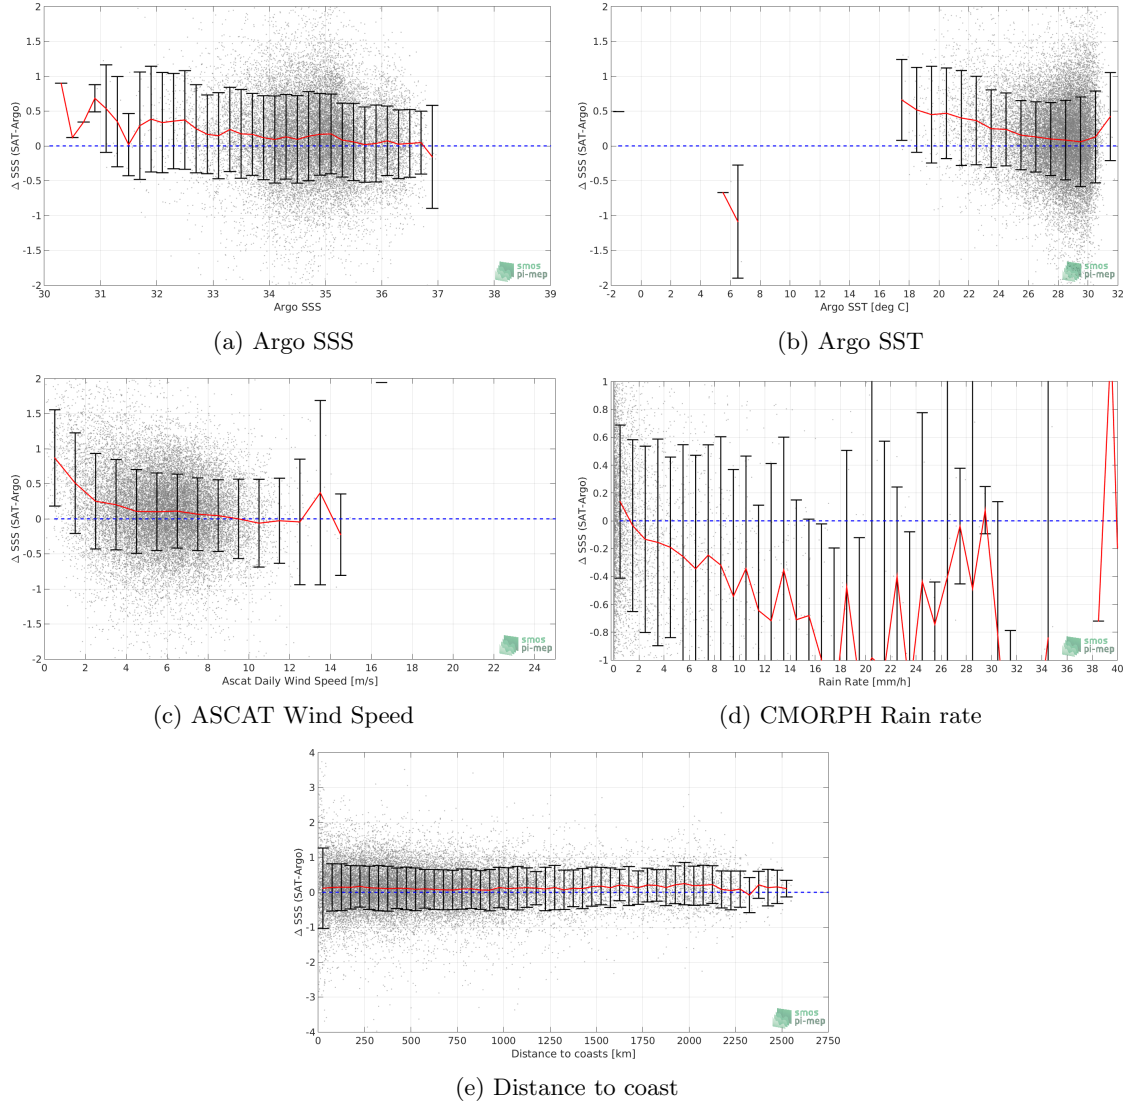 2
1.5
1
0.5
0
-0.5
-1
-1.5
-2
Δ SSS (SAT-Argo)
30 31 32 33 34 35 36 37 38 39
Argo SSS
smos
pi-mep
(a) Argo SSS
2
1.5
1
0.5
0
-0.5
-1
-1.5
-2
Δ SSS (SAT-Argo)
-2 0 2 4 6 8 10 12 14 16 18 20 22 24 26 28 30 32
Argo SST [deg C]
smos
pi-mep
(b) Argo SST
2
1.5
1
0.5
0
-0.5
-1
-1.5
-2
Δ SSS (SAT-Argo)
0 2 4 6 8 10 12 14 16 18 20 22 24
Ascat Daily Wind Speed [m/s]
smos
pi-mep
(c) ASCAT Wind Speed
1
0.8
0.6
0.4
0.2
0
-0.2
-0.4
-0.6
-0.8
-1
Δ SSS (SAT-Argo)
0 2 4 6 8 10 12 14 16 18 20 22 24 26 28 30 32 34 36 38 40
Rain Rate [mm/h]
smos
pi-mep
(d) CMORPH Rain rate
4
3
2
1
0
-1
-2
-3
-4
Δ SSS (SAT-Argo)
0 250 500 750 1000 1250 1500 1750 2000 2250 2500 2750
Distance to coasts [km]
smos
pi-mep
(e) Distance to coast